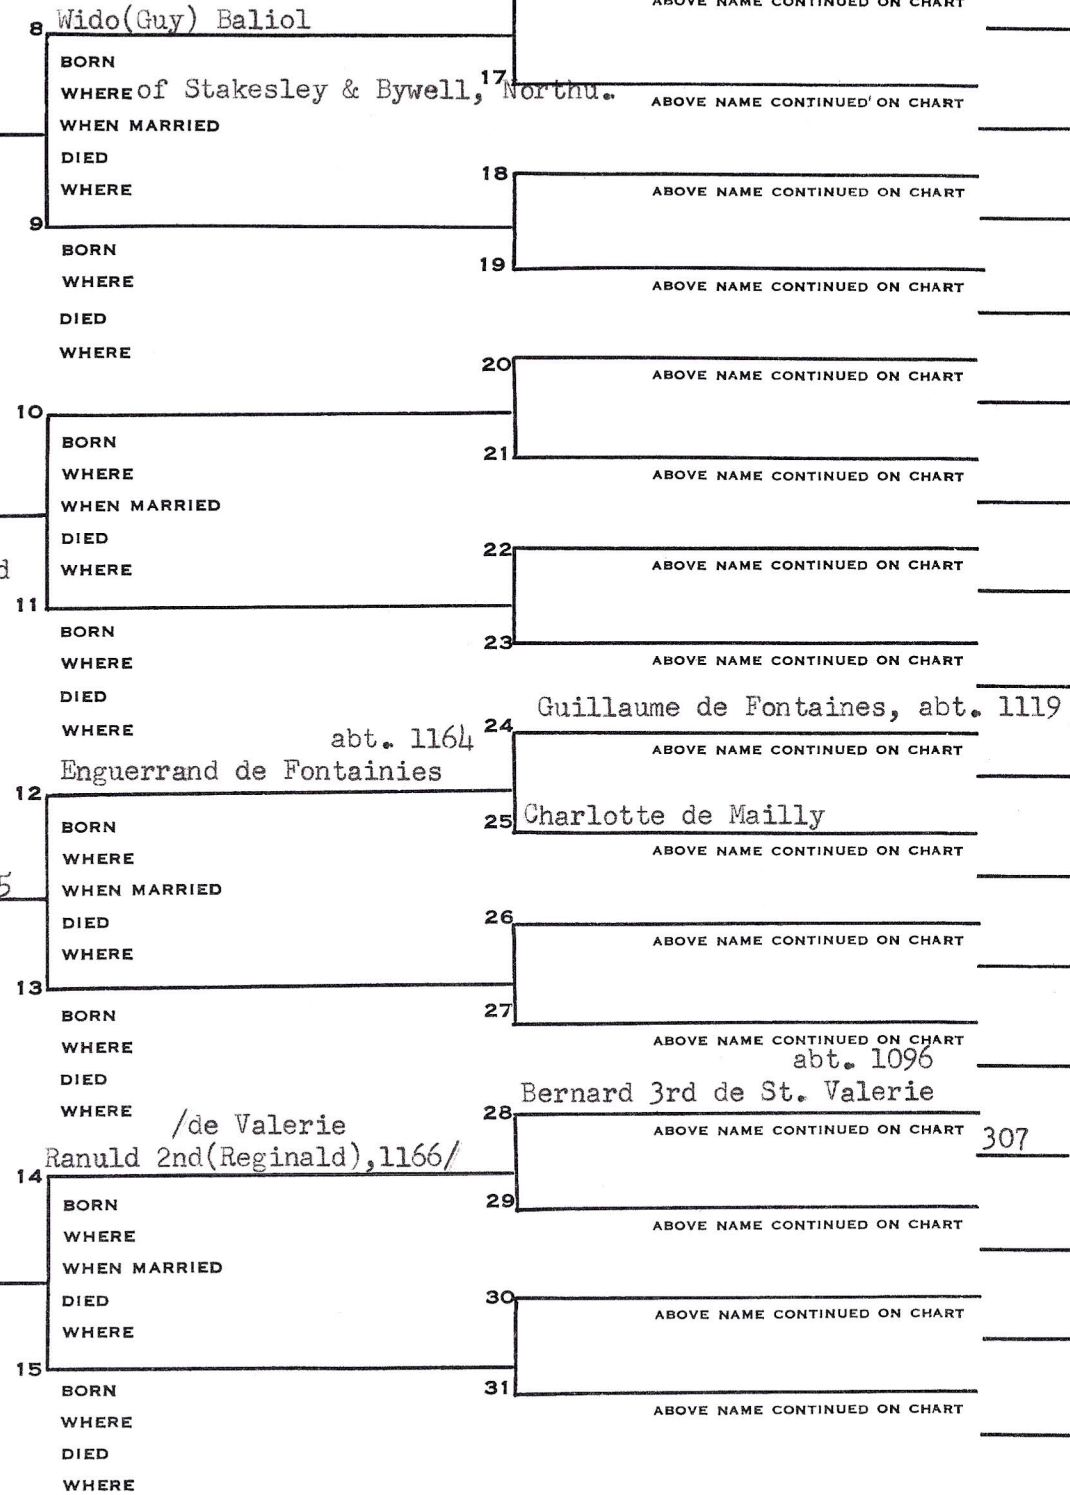 ABOVE NAME CONTINUED ON CHART
8 Wido(Guy) Baliol
BORN
WHERE of Stakesley & Bywell, Northu.
17
ABOVE NAME CONTINUED ON CHART
WHEN MARRIED
DIED
WHERE
18
ABOVE NAME CONTINUED ON CHART
9
BORN
WHERE
DIED
WHERE
19
ABOVE NAME CONTINUED ON CHART
20
ABOVE NAME CONTINUED ON CHART
10
BORN
WHERE
WHEN MARRIED
DIED
d
WHERE
21
ABOVE NAME CONTINUED ON CHART
22
ABOVE NAME CONTINUED ON CHART
11
BORN
WHERE
DIED
WHERE
23
ABOVE NAME CONTINUED ON CHART
Guillaume de Fontaines, abt. 1119
24
ABOVE NAME CONTINUED ON CHART
abt. 1164
Enguerrand de Fontainies
12
BORN
WHERE
5
WHEN MARRIED
DIED
WHERE
25 Charlotte de Mailly
ABOVE NAME CONTINUED ON CHART
26
ABOVE NAME CONTINUED ON CHART
13
BORN
WHERE
DIED
WHERE
27
ABOVE NAME CONTINUED ON CHART
abt. 1096
Bernard 3rd de St. Valerie
28
ABOVE NAME CONTINUED ON CHART
307
/de Valerie
Ranuld 2nd(Reginald),1166/
14
BORN
WHERE
WHEN MARRIED
DIED
WHERE
29
ABOVE NAME CONTINUED ON CHART
30
ABOVE NAME CONTINUED ON CHART
15
BORN
WHERE
DIED
WHERE
31
ABOVE NAME CONTINUED ON CHART